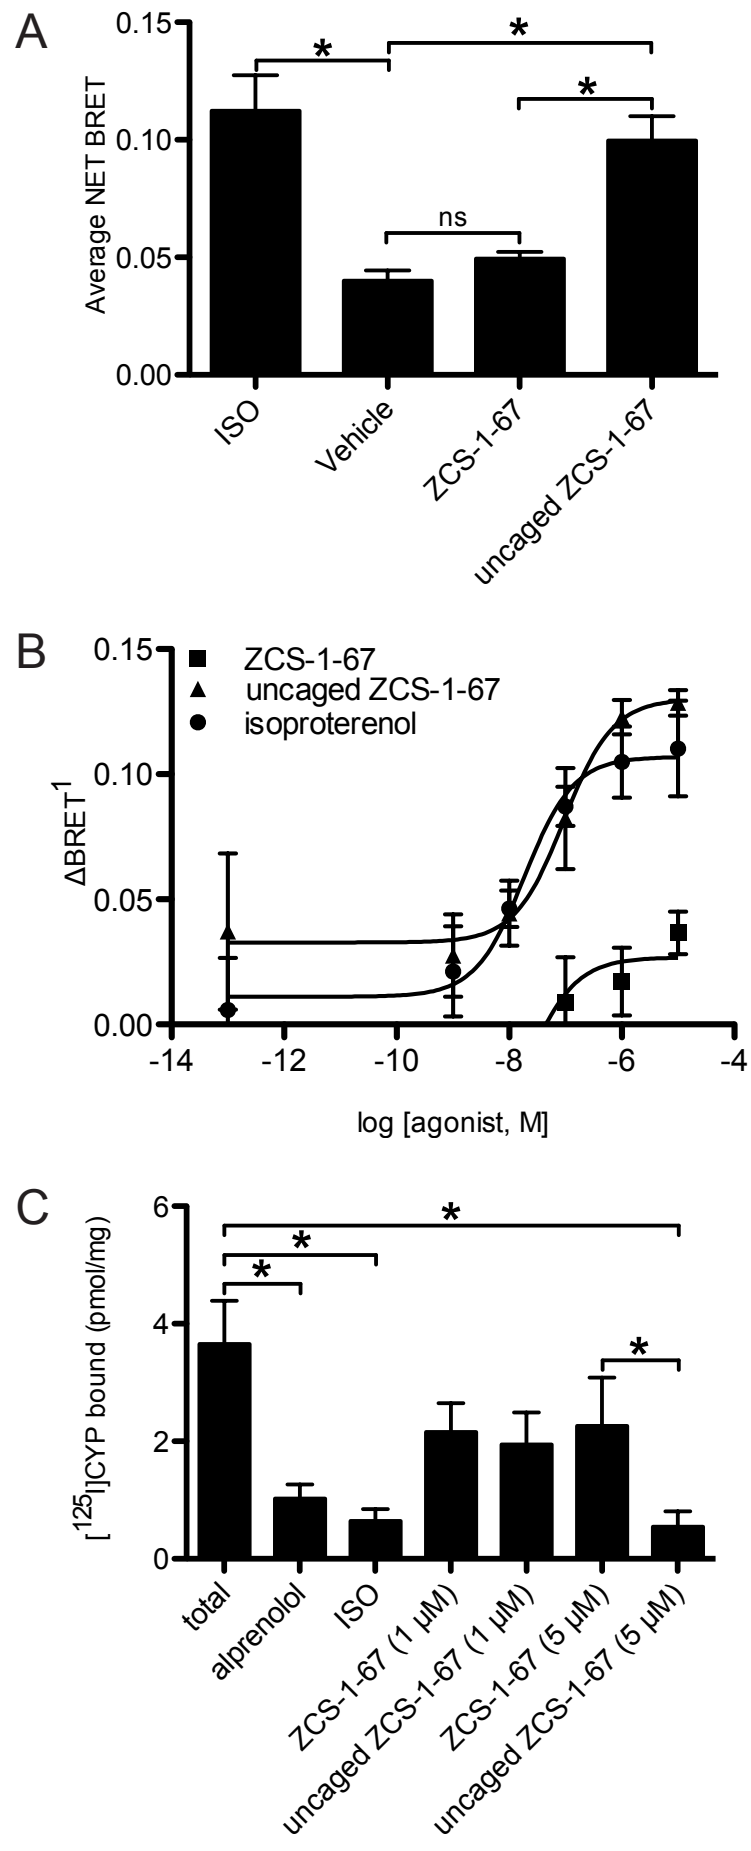 A
Average NET BRET
0.15
0.10
0.05
0.00
*
*
*
ns
ISO
Vehicle
ZCS-1-67
uncaged ZCS-1-67
B
ΔBRET¹
0.15
0.10
0.05
0.00
ZCS-1-67
uncaged ZCS-1-67
isoproterenol
-14
-12
-10
-8
-6
-4
log [agonist, M]
C
[¹²⁵I]CYP bound (pmol/mg)
6
4
2
0
*
*
*
*
total
alprenolol
ISO
ZCS-1-67 (1 µM)
uncaged ZCS-1-67 (1 µM)
ZCS-1-67 (5 µM)
uncaged ZCS-1-67 (5 µM)